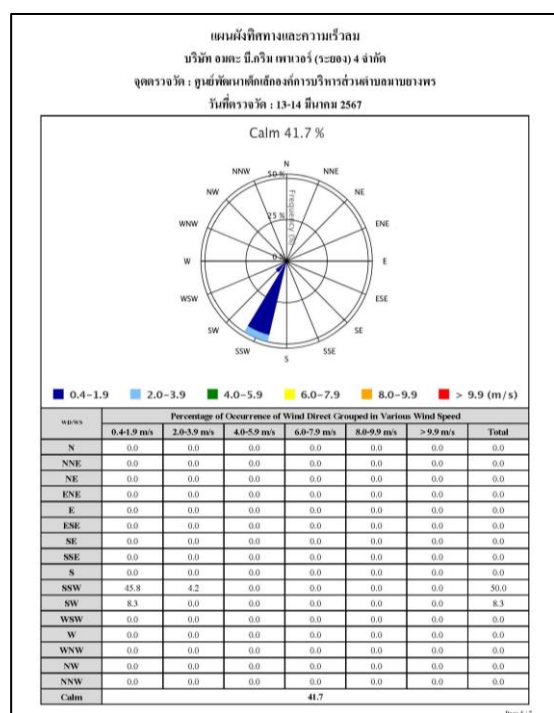 แผนผังทิศทางและความเร็วลม
บริษัท อมตะ บี.กริม เพาเวอร์ (ระยอง) 4 จำกัด
จุดตรวจวัด : ศูนย์พัฒนาเด็กเล็กองค์การบริหารส่วนตำบลมาบยางพร
วันที่ตรวจวัด : 13-14 มีนาคม 2567
Calm 41.7 %
N
NNW 50 % NNE
NW NE
Frequency (%)
25 %
WNW ENE
0 %
W E
WSW ESE
SW SE
SSW SSE
S
0.4-1.9 2.0-3.9 4.0-5.9 6.0-7.9 8.0-9.9 > 9.9 (m/s)
WD/WS Percentage of Occurrence of Wind Direct Grouped in Various Wind Speed
0.4-1.9 m/s 2.0-3.9 m/s 4.0-5.9 m/s 6.0-7.9 m/s 8.0-9.9 m/s > 9.9 m/s Total
N 0.0 0.0 0.0 0.0 0.0 0.0 0.0
NNE 0.0 0.0 0.0 0.0 0.0 0.0 0.0
NE 0.0 0.0 0.0 0.0 0.0 0.0 0.0
ENE 0.0 0.0 0.0 0.0 0.0 0.0 0.0
E 0.0 0.0 0.0 0.0 0.0 0.0 0.0
ESE 0.0 0.0 0.0 0.0 0.0 0.0 0.0
SE 0.0 0.0 0.0 0.0 0.0 0.0 0.0
SSE 0.0 0.0 0.0 0.0 0.0 0.0 0.0
S 0.0 0.0 0.0 0.0 0.0 0.0 0.0
SSW 45.8 4.2 0.0 0.0 0.0 0.0 50.0
SW 8.3 0.0 0.0 0.0 0.0 0.0 8.3
WSW 0.0 0.0 0.0 0.0 0.0 0.0 0.0
W 0.0 0.0 0.0 0.0 0.0 0.0 0.0
WNW 0.0 0.0 0.0 0.0 0.0 0.0 0.0
NW 0.0 0.0 0.0 0.0 0.0 0.0 0.0
NNW 0.0 0.0 0.0 0.0 0.0 0.0 0.0
Calm 41.7